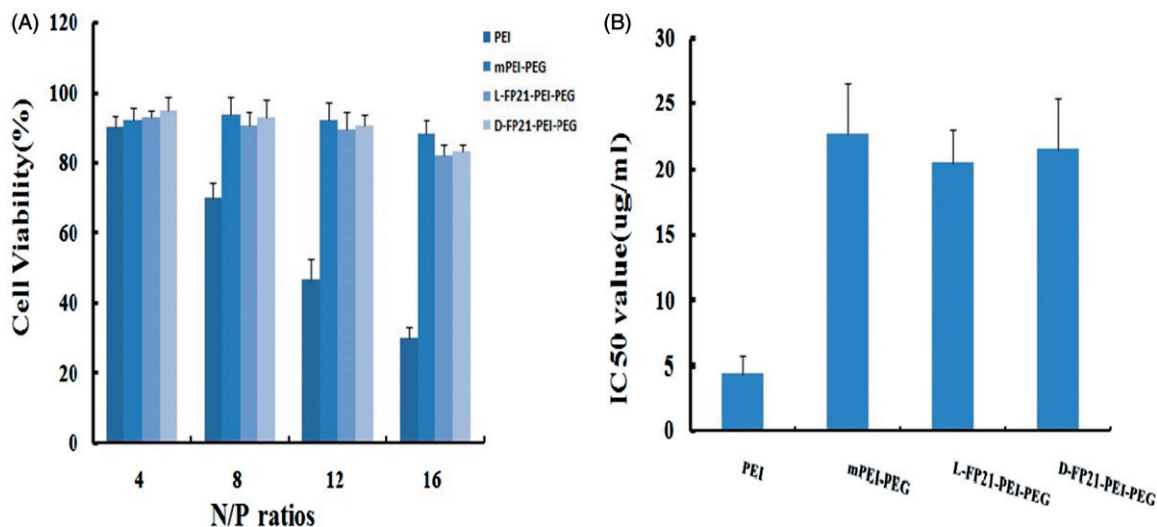 (A)
120
100
80
60
40
20
0
Cell Viability(%)
4 8 12 16
N/P ratios
PEI
mPEI-PEG
L-FP21-PEI-PEG
D-FP21-PEI-PEG
(B)
30
25
20
15
10
5
0
IC50 value(ug/ml)
PEI
mPEI-PEG
L-FP21-PEI-PEG
D-FP21-PEI-PEG